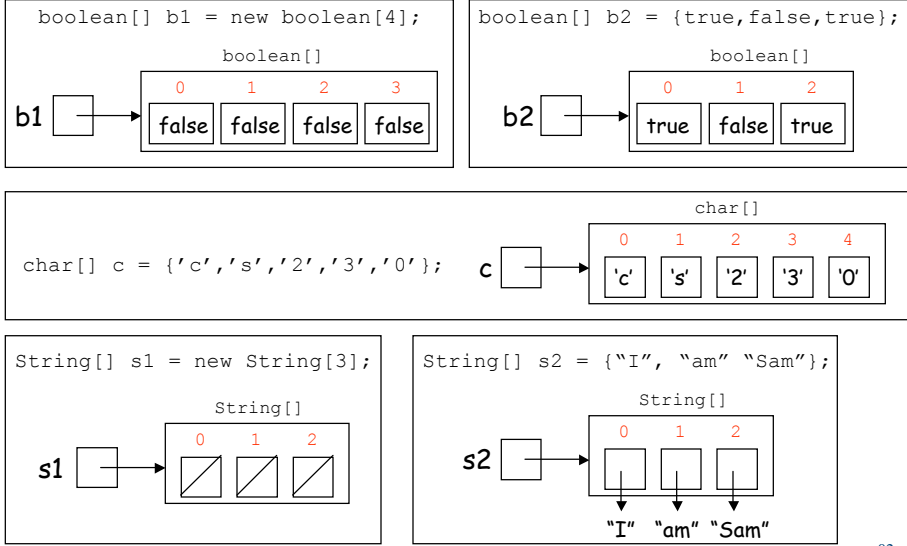 boolean[] b1 = new boolean[4];
boolean[]
0 1 2 3
b1 false false false false
boolean[] b2 = {true,false,true};
boolean[]
0 1 2
b2 true false true
char[]
0 1 2 3 4
char[] c = {'c','s','2','3','0'}; c 'c' 's' '2' '3' '0'
String[] s1 = new String[3];
String[]
0 1 2
s1
String[] s2 = {“I”, “am” “Sam”};
String[]
0 1 2
s2
“I” “am” “Sam”